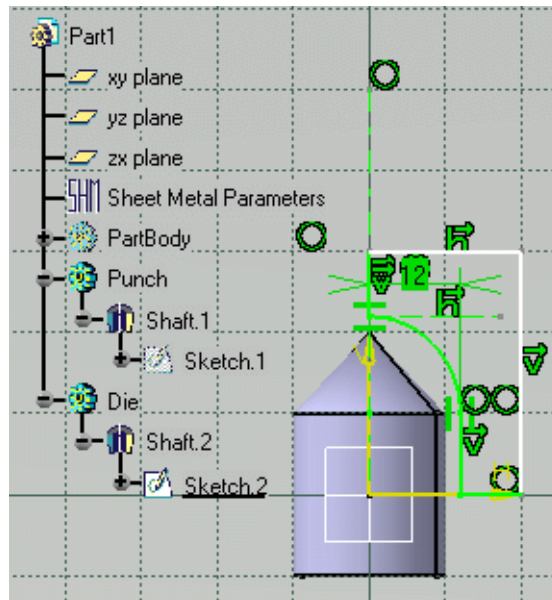 Part1
xy plane
yz plane
zx plane
SHM Sheet Metal Parameters
PartBody
Punch
Shaft.1
Sketch.1
Die
Shaft.2
Sketch.2
12
H
H
V
V
V